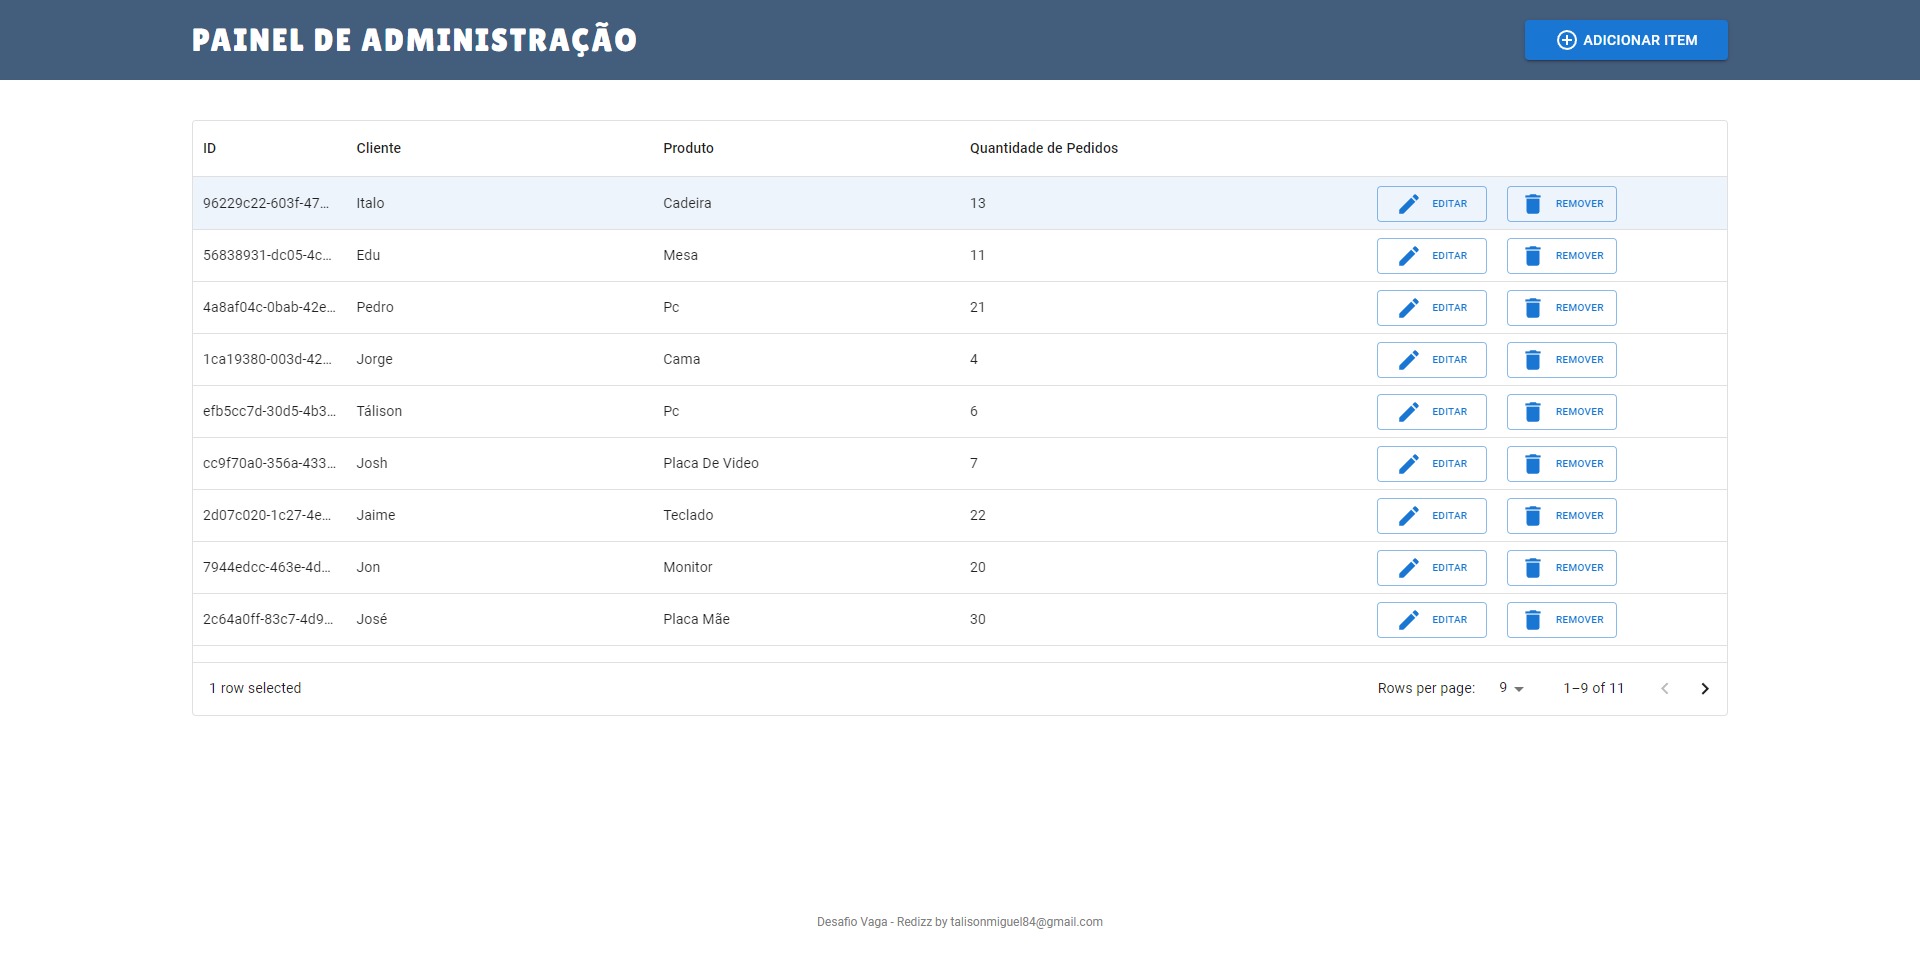 PAINEL DE ADMINISTRAÇÃO
ADICIONAR ITEM
ID Cliente Produto Quantidade de Pedidos
96229c22-603f-47... Italo Cadeira 13 EDITAR REMOVER
56838931-dc05-4c... Edu Mesa 11 EDITAR REMOVER
4a8af04c-0bab-42e... Pedro Pc 21 EDITAR REMOVER
1ca19380-003d-42... Jorge Cama 4 EDITAR REMOVER
efb5cc7d-30d5-4b3... Tálison Pc 6 EDITAR REMOVER
cc9f70a0-356a-433... Josh Placa De Video 7 EDITAR REMOVER
2d07c020-1c27-4e... Jaime Teclado 22 EDITAR REMOVER
7944edcc-463e-4d... Jon Monitor 20 EDITAR REMOVER
2c64a0ff-83c7-4d9... José Placa Mãe 30 EDITAR REMOVER
1 row selected Rows per page: 9 1–9 of 11
Desafio Vaga - Redizz by talisonmiguel84@gmail.com